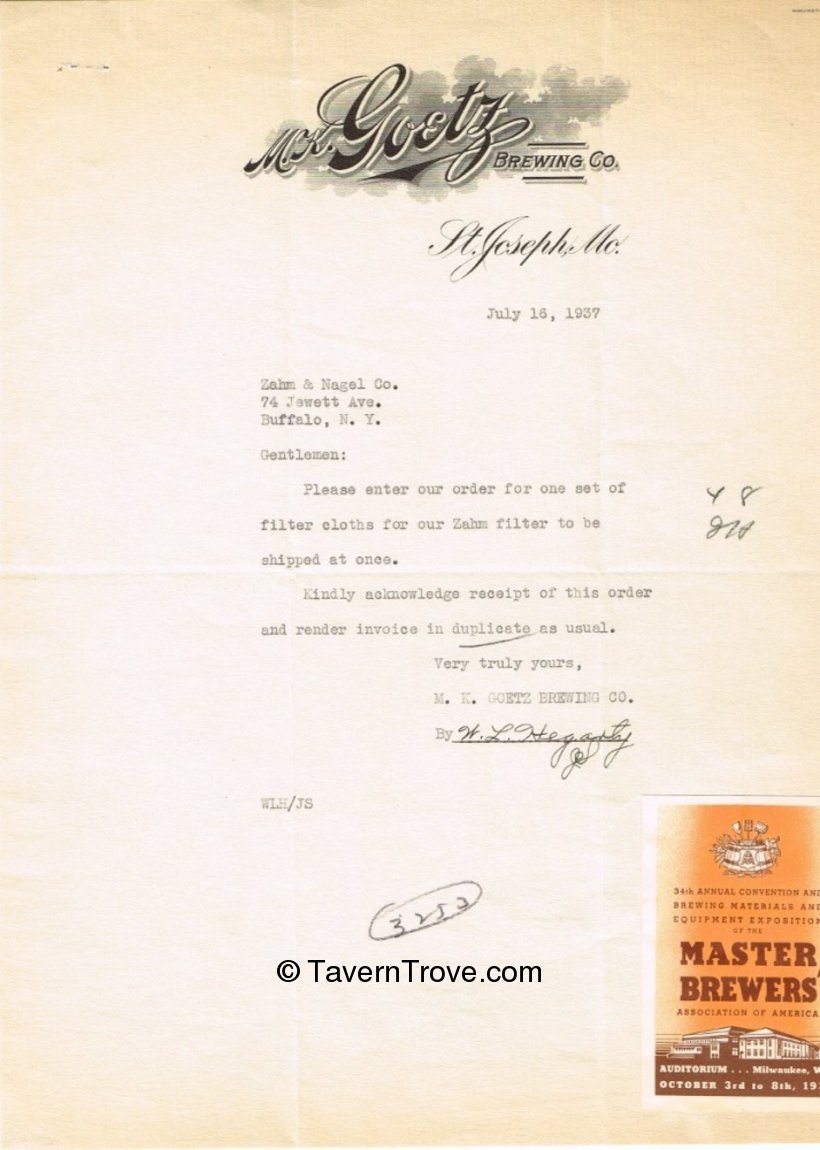 M.K. Goetz
BREWING CO.
St. Joseph, Mo.
July 16, 1937
Zahm & Nagel Co.
74 Jewett Ave.
Buffalo, N. Y.
Gentlemen:
Please enter our order for one set of
filter cloths for our Zahm filter to be
shipped at once.
Kindly acknowledge receipt of this order
and render invoice in duplicate as usual.
Very truly yours,
M. K. GOETZ BREWING CO.
By W. L. Hegarty
WLH/JS
3252
© TavernTrove.com
34th ANNUAL CONVENTION AND
BREWING MATERIALS AND
EQUIPMENT EXPOSITION
OF THE
MASTER
BREWERS'
ASSOCIATION OF AMERICA
AUDITORIUM . . . Milwaukee, W
OCTOBER 3rd to 8th, 19